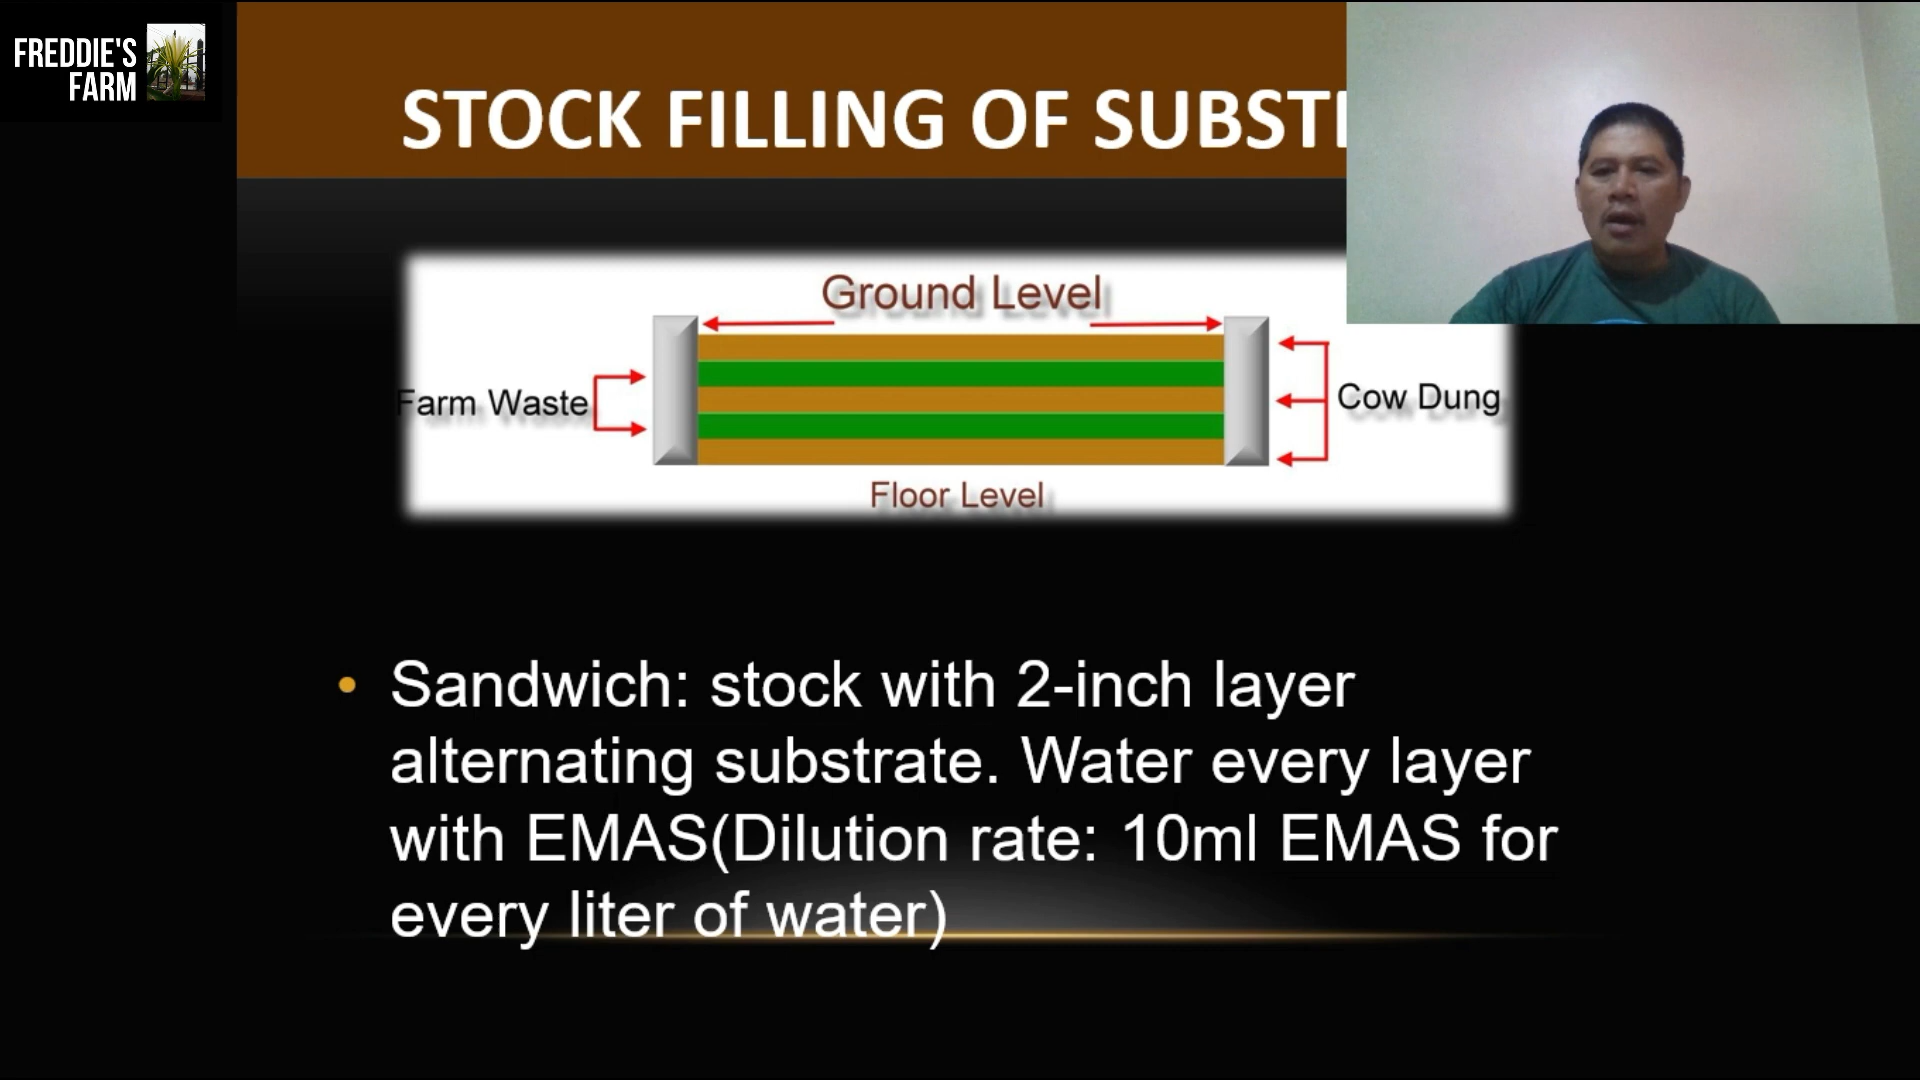 FREDDIE'S
FARM
STOCK FILLING OF
Ground Level
Farm Waste
Cow Dung
Floor Level
• Sandwich: stock with 2-inch layer
alternating substrate. Water every layer
with EMAS(Dilution rate: 10ml EMAS for
every liter of water)